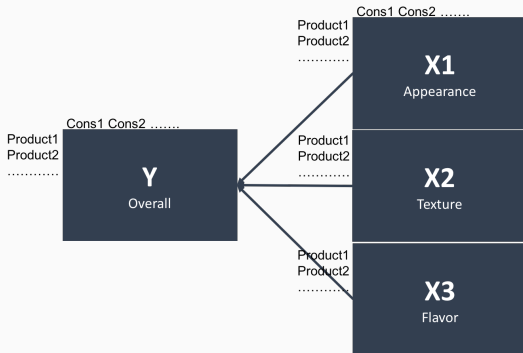 Cons1 Cons2 …….
Product1
Product2
…………
X1
Appearance
Cons1 Cons2 …….
Product1
Product2
…………
Y
Overall
Product1
Product2
…………
X2
Texture
Product1
Product2
…………
X3
Flavor